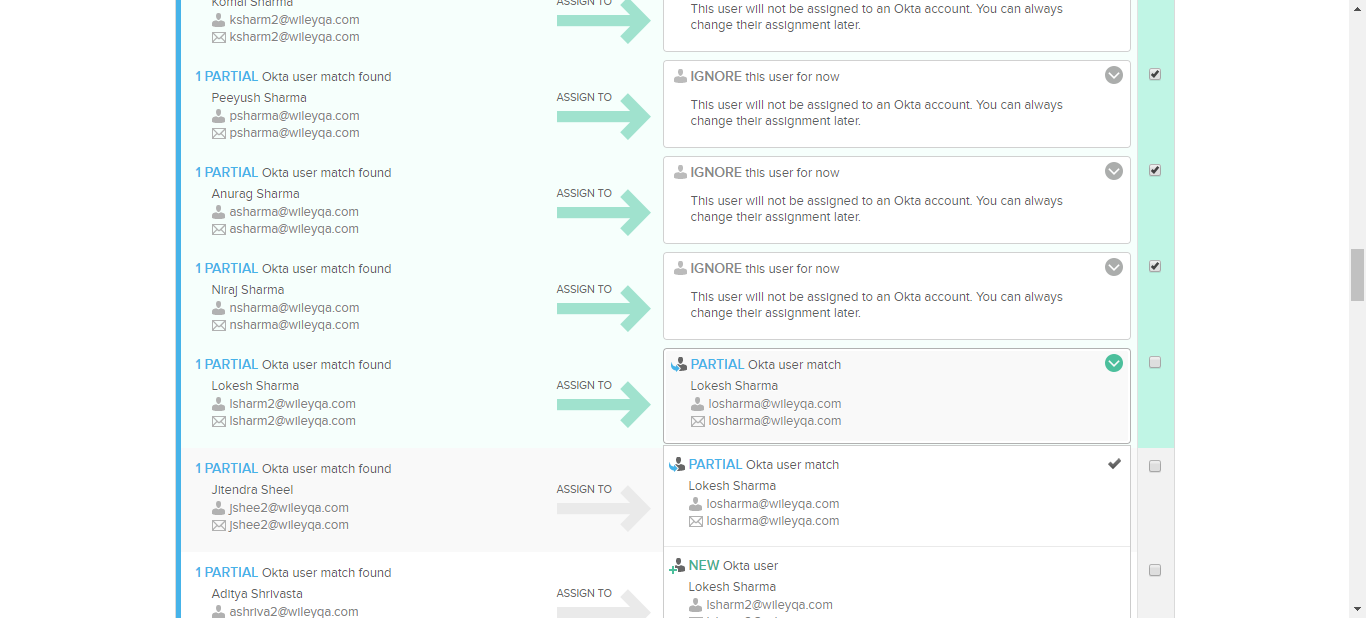 Komal Sharma
ksharm2@wileyqa.com
ksharm2@wileyqa.com
ASSIGN TO
This user will not be assigned to an Okta account. You can always
change their assignment later.
1 PARTIAL Okta user match found
Peeyush Sharma
psharma@wileyqa.com
psharma@wileyqa.com
ASSIGN TO
IGNORE this user for now
This user will not be assigned to an Okta account. You can always
change their assignment later.
1 PARTIAL Okta user match found
Anurag Sharma
asharma@wileyqa.com
asharma@wileyqa.com
ASSIGN TO
IGNORE this user for now
This user will not be assigned to an Okta account. You can always
change their assignment later.
1 PARTIAL Okta user match found
Niraj Sharma
nsharma@wileyqa.com
nsharma@wileyqa.com
ASSIGN TO
IGNORE this user for now
This user will not be assigned to an Okta account. You can always
change their assignment later.
1 PARTIAL Okta user match found
Lokesh Sharma
lsharm2@wileyqa.com
lsharm2@wileyqa.com
ASSIGN TO
PARTIAL Okta user match
Lokesh Sharma
losharma@wileyqa.com
losharma@wileyqa.com
1 PARTIAL Okta user match found
Jitendra Sheel
jshee2@wileyqa.com
jshee2@wileyqa.com
ASSIGN TO
PARTIAL Okta user match
Lokesh Sharma
losharma@wileyqa.com
losharma@wileyqa.com
1 PARTIAL Okta user match found
Aditya Shrivasta
ashriva2@wileyqa.com
ASSIGN TO
NEW Okta user
Lokesh Sharma
lsharm2@wileyqa.com